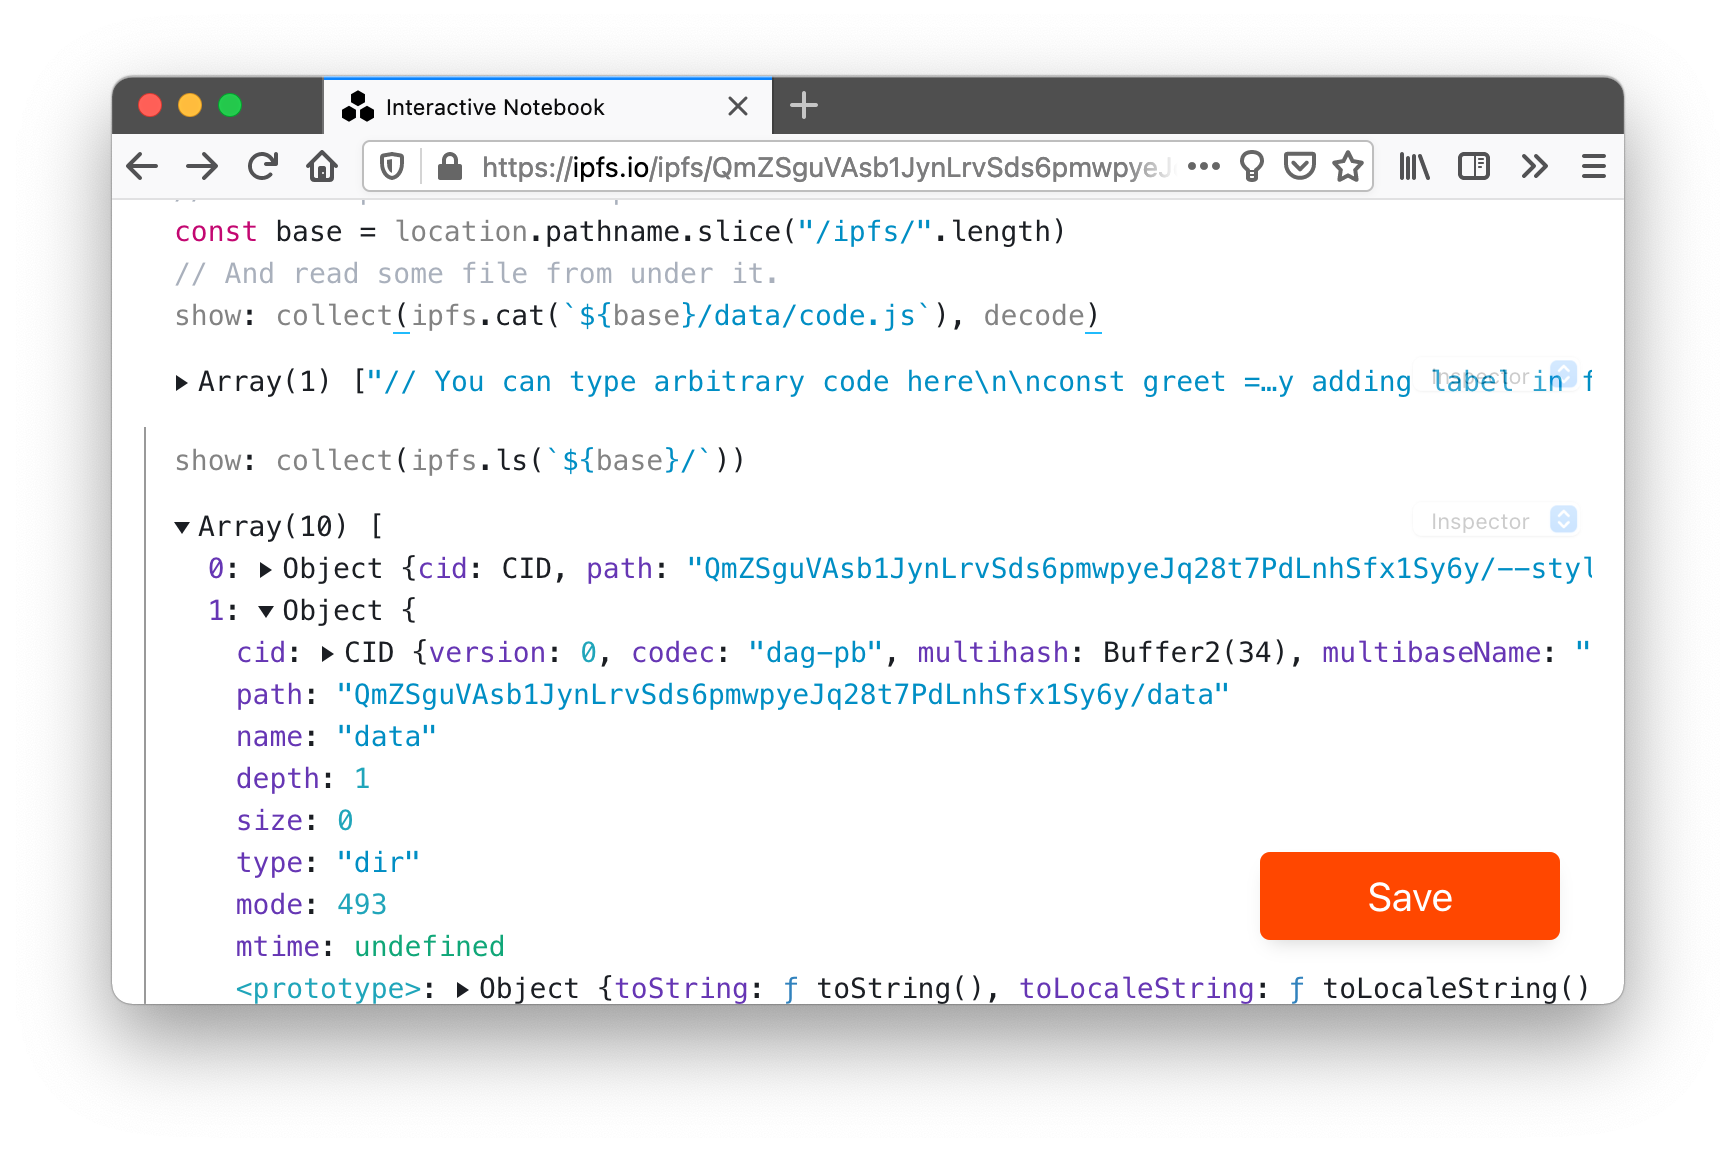 Interactive Notebook
https://ipfs.io/ipfs/QmZSguVAsb1JynLrvSds6pmwpyeJ
const base = location.pathname.slice("/ipfs/".length)
// And read some file from under it.
show: collect(ipfs.cat(`${base}/data/code.js`), decode)
Array(1) ["// You can type arbitrary code here\n\nconst greet =…y adding label in f
Inspector
show: collect(ipfs.ls(`${base}/`))
Array(10) [
Inspector
0: Object {cid: CID, path: "QmZSguVAsb1JynLrvSds6pmwpyeJq28t7PdLnhSfx1Sy6y/--styl
1: Object {
cid: CID {version: 0, codec: "dag-pb", multihash: Buffer2(34), multibaseName: "
path: "QmZSguVAsb1JynLrvSds6pmwpyeJq28t7PdLnhSfx1Sy6y/data"
name: "data"
depth: 1
size: 0
type: "dir"
mode: 493
Save
mtime: undefined
<prototype>: Object {toString: ƒ toString(), toLocaleString: ƒ toLocaleString()